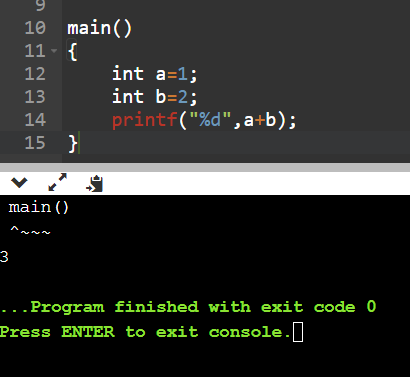 9
10 main()
11 {
12     int a=1;
13     int b=2;
14     printf("%d",a+b);
15 }
main()
^~~~
3
...Program finished with exit code 0
Press ENTER to exit console.